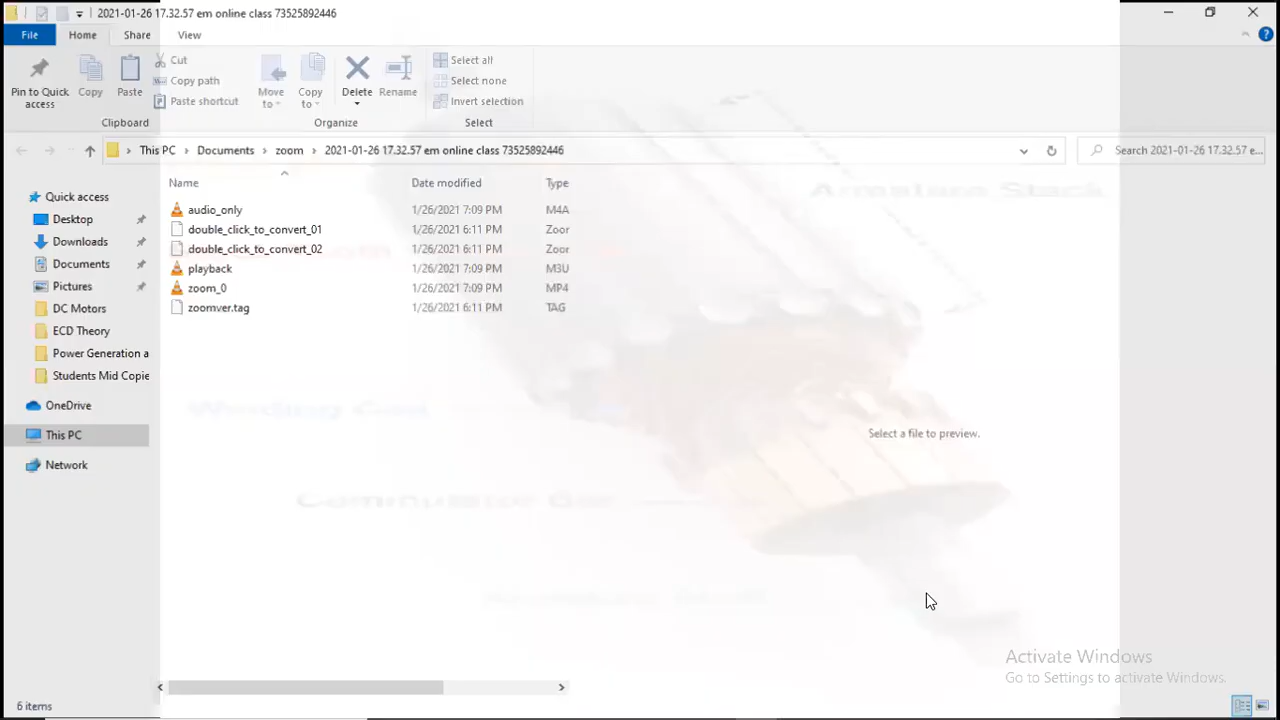 2021-01-26 17.32.57 em online class 73525892446
File Home Share View
Pin to Quick access
Copy
Paste
Cut
Copy path
Paste shortcut
Move to
Copy to
Delete
Rename
Select all
Select none
Invert selection
Clipboard Organize Select
This PC Documents zoom 2021-01-26 17.32.57 em online class 73525892446
Search 2021-01-26 17.32.57 e...
Armature Stack
Name Date modified Type
audio_only 1/26/2021 7:09 PM M4A
double_click_to_convert_01 1/26/2021 6:11 PM Zoor
double_click_to_convert_02 1/26/2021 6:11 PM Zoor
playback 1/26/2021 7:09 PM M3U
zoom_0 1/26/2021 7:09 PM MP4
zoomver.tag 1/26/2021 6:11 PM TAG
Quick access
Desktop
Downloads
Documents
Pictures
DC Motors
ECD Theory
Power Generation a
Students Mid Copie
OneDrive
This PC
Network
Winding Coil
Select a file to preview.
Commutator Bar
Activate Windows
Go to Settings to activate Windows.
6 items